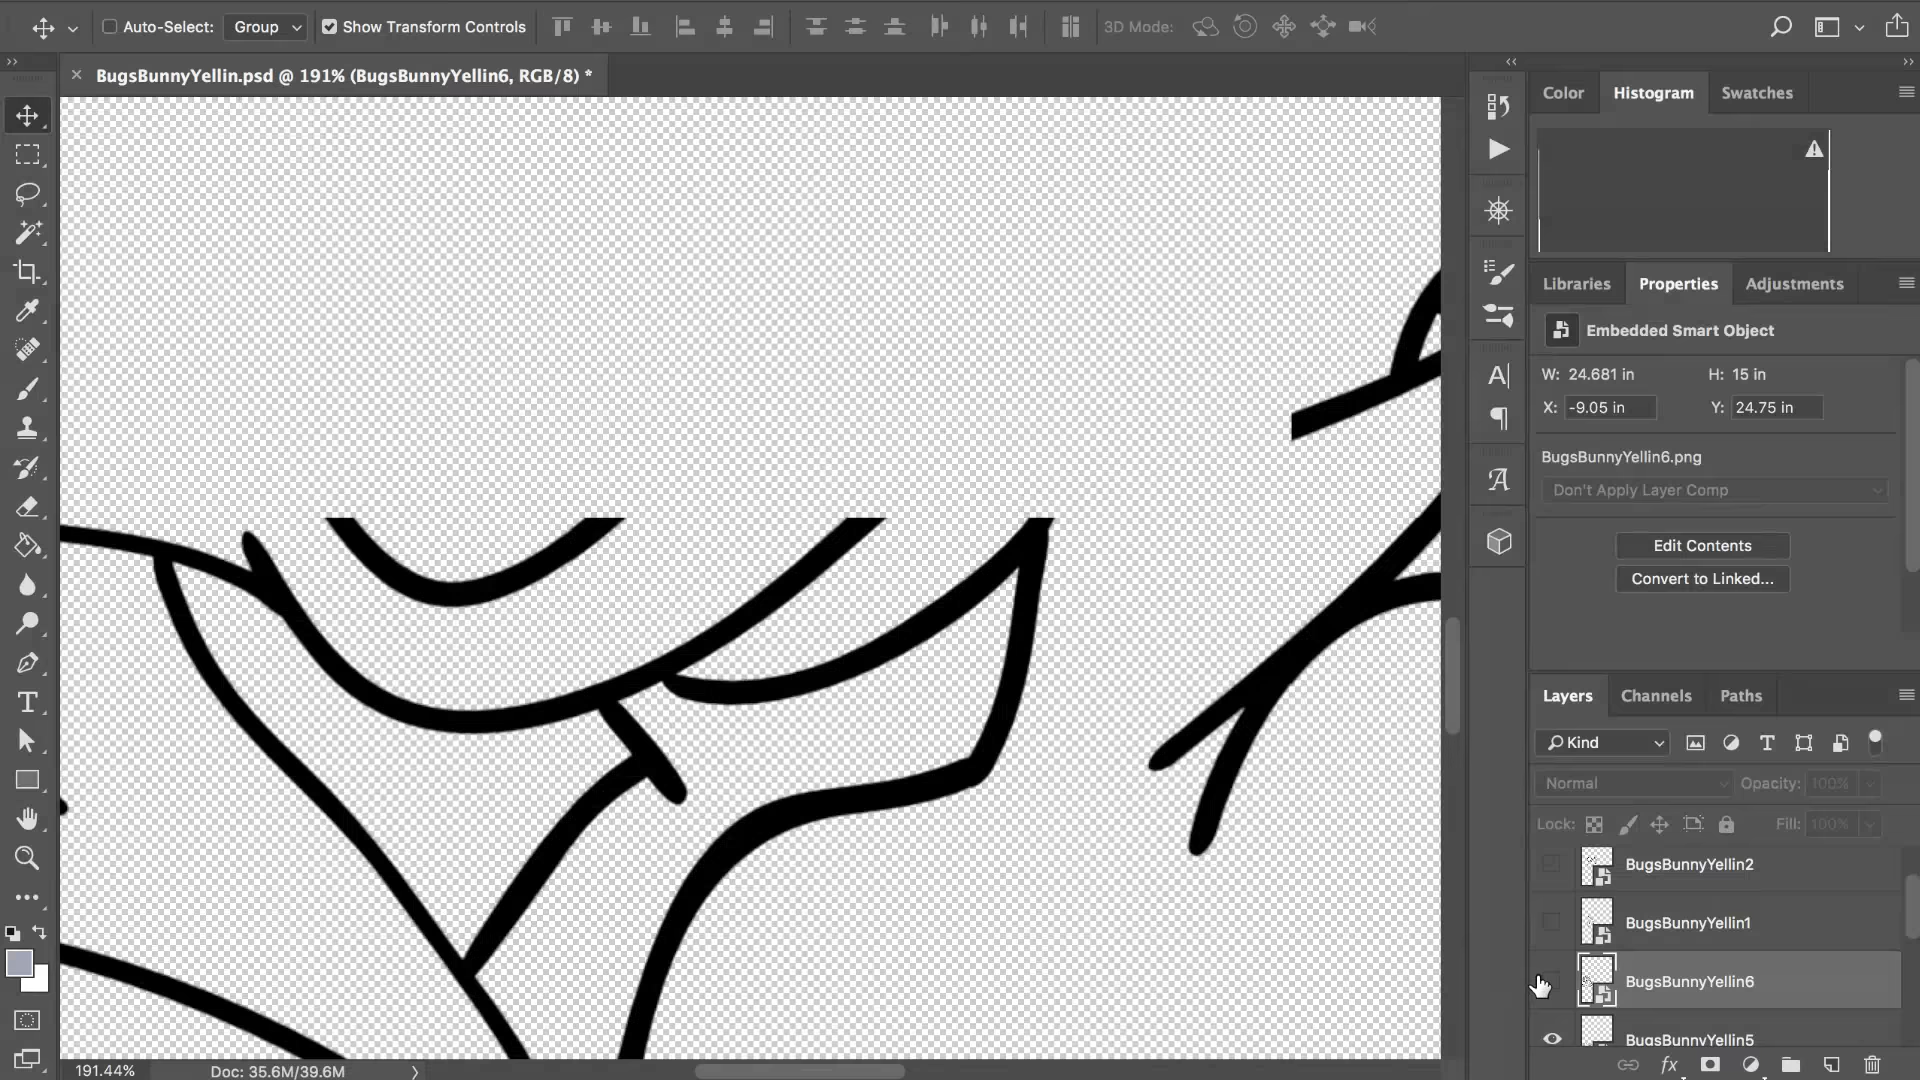 Auto-Select: Group Show Transform Controls 3D Mode:
BugsBunnyYellin.psd @ 191% (BugsBunnyYellin6, RGB/8) *
Color Histogram Swatches
Libraries Properties Adjustments
Embedded Smart Object
W: 24.681 in H: 15 in
X: -9.05 in Y: 24.75 in
BugsBunnyYellin6.png
Don't Apply Layer Comp
Edit Contents
Convert to Linked...
Layers Channels Paths
Kind
Normal Opacity: 100%
Lock: Fill: 100%
BugsBunnyYellin2
BugsBunnyYellin1
BugsBunnyYellin6
BugsBunnyYellin5
191.44% Doc: 35.6M/39.6M